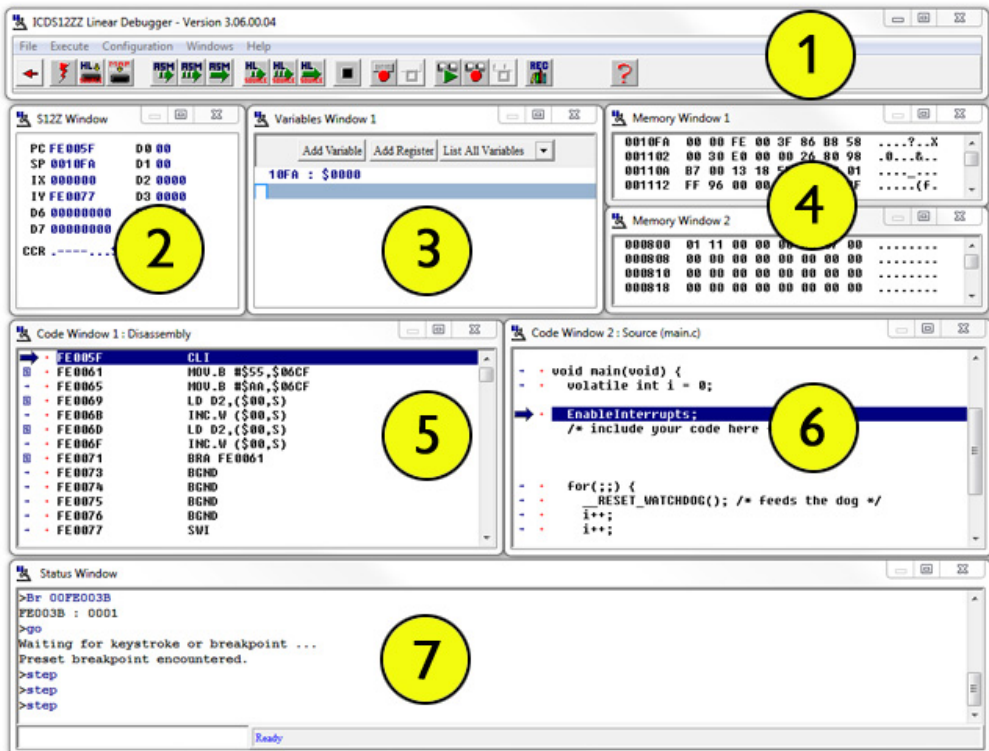 ICDS12ZZ Linear Debugger - Version 3.06.00.04
File Execute Configuration Windows Help
1
S12Z Window
PC FE005F D0 00
SP 0010FA D1 00
IX 000000 D2 0000
IY FE0077 D3 0000
D6 00000000
D7 00000000
CCR .----...
2
Variables Window 1
Add Variable Add Register List All Variables
10FA : $0000
3
Memory Window 1
0010FA 00 00 FE 00 3F 86 B8 58 ....?..X
001102 00 30 E0 00 00 26 80 98 .0...&..
00110A B7 00 13 18 01
001112 FF 96 00 00 .....(f.
Memory Window 2
000800 01 11 00 00 00 00 ........
000808 00 00 00 00 00 00 00 00 ........
000810 00 00 00 00 00 00 00 00 ........
000818 00 00 00 00 00 00 00 00 ........
4
Code Window 1 : Disassembly
FE005F CLI
FE0061 MOV.B #$55,$06CF
FE0065 MOV.B #$AA,$06CF
FE0069 LD D2,($00,S)
FE006B INC.W ($00,S)
FE006D LD D2,($00,S)
FE006F INC.W ($00,S)
FE0071 BRA FE0061
FE0073 BGND
FE0074 BGND
FE0075 BGND
FE0076 BGND
FE0077 SWI
5
Code Window 2 : Source (main.c)
void main(void) {
volatile int i = 0;
EnableInterrupts;
/* include your code here
for(;;) {
__RESET_WATCHDOG(); /* feeds the dog */
i++;
i++;
6
Status Window
>Br 00FE003B
FE003B : 0001
>go
Waiting for keystroke or breakpoint ...
Preset breakpoint encountered.
>step
>step
>step
7
Ready